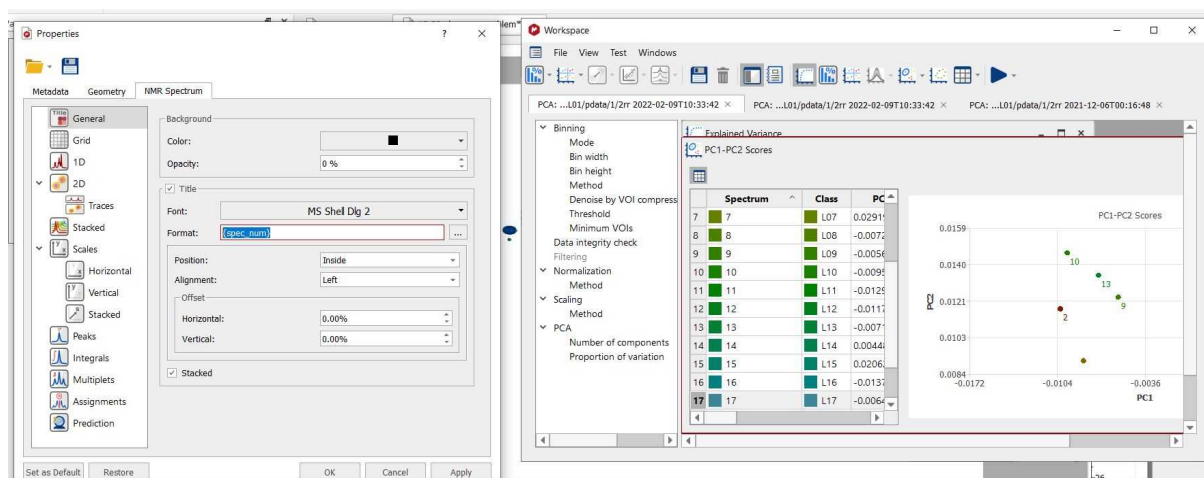 Properties
?
Metadata
Geometry
NMR Spectrum
General
Grid
1D
2D
Traces
Stacked
Scales
Horizontal
Vertical
Stacked
Peaks
Integrals
Multiplets
Assignments
Prediction
Background
Color:
Opacity:
0 %
Title
Font:
MS Shell Dlg 2
Format:
{spec_num}
...
Position:
Inside
Alignment:
Left
Offset
Horizontal:
0.00%
Vertical:
0.00%
Stacked
Set as Default
Restore
OK
Cancel
Apply
Workspace
File View Test Windows
PCA: ...L01/pdata/1/2rr 2022-02-09T10:33:42
PCA: ...L01/pdata/1/2rr 2022-02-09T10:33:42
PCA: ...L01/pdata/1/2rr 2021-12-06T00:16:48
Binning
Mode
Bin width
Bin height
Method
Denoise by VOI compress
Threshold
Minimum VOIs
Data integrity check
Filtering
Normalization
Method
Scaling
Method
PCA
Number of components
Proportion of variation
Explained Variance
PC1-PC2 Scores
Spectrum Class PC
7 7 L07 0.0291
8 8 L08 -0.0072
9 9 L09 -0.0056
10 10 L10 -0.0095
11 11 L11 -0.0129
12 12 L12 -0.0117
13 13 L13 -0.0071
14 14 L14 0.0044
15 15 L15 0.0206
16 16 L16 -0.0137
17 17 L17 -0.0064
PC1-PC2 Scores
0.0159
0.0140
0.0121
0.0103
0.0084
PC2
10
13
9
2
-0.0172
-0.0104
-0.0036
PC1